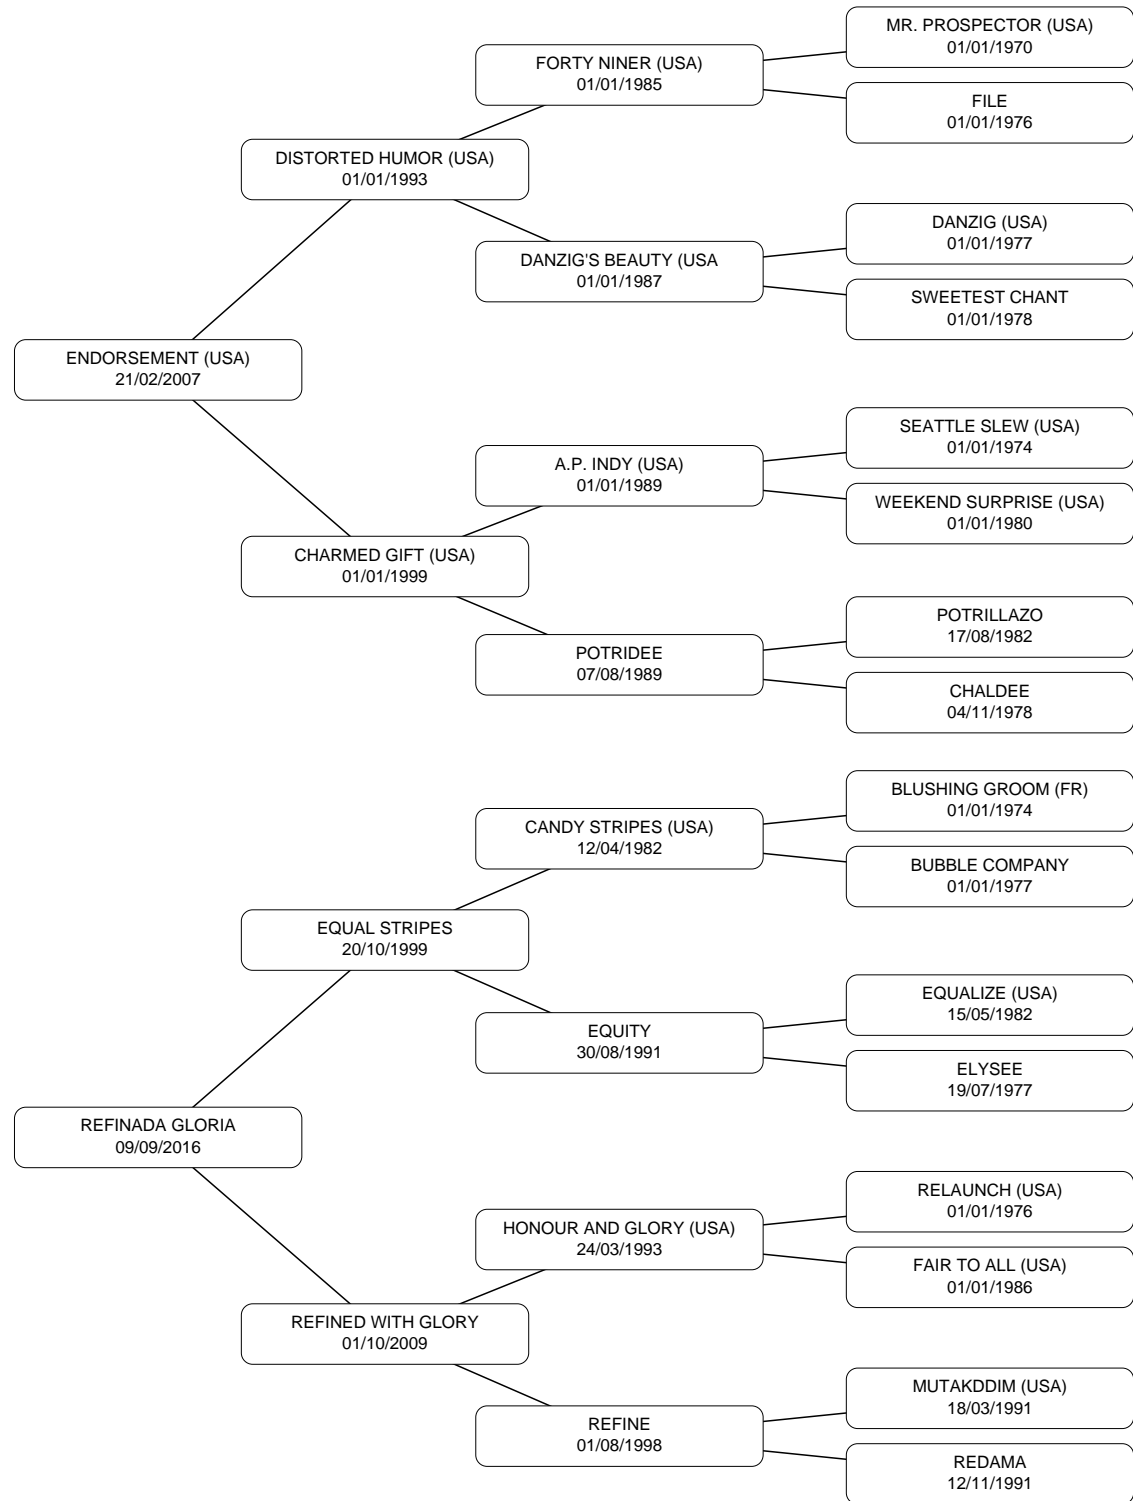 MR. PROSPECTOR (USA)
01/01/1970
FORTY NINER (USA)
01/01/1985
FILE
01/01/1976
DISTORTED HUMOR (USA)
01/01/1993
DANZIG (USA)
01/01/1977
DANZIG'S BEAUTY (USA
01/01/1987
SWEETEST CHANT
01/01/1978
ENDORSEMENT (USA)
21/02/2007
SEATTLE SLEW (USA)
01/01/1974
A.P. INDY (USA)
01/01/1989
WEEKEND SURPRISE (USA)
01/01/1980
CHARMED GIFT (USA)
01/01/1999
POTRILLAZO
17/08/1982
POTRIDEE
07/08/1989
CHALDEE
04/11/1978
BLUSHING GROOM (FR)
01/01/1974
CANDY STRIPES (USA)
12/04/1982
BUBBLE COMPANY
01/01/1977
EQUAL STRIPES
20/10/1999
EQUALIZE (USA)
15/05/1982
EQUITY
30/08/1991
ELYSEE
19/07/1977
REFINADA GLORIA
09/09/2016
RELAUNCH (USA)
01/01/1976
HONOUR AND GLORY (USA)
24/03/1993
FAIR TO ALL (USA)
01/01/1986
REFINED WITH GLORY
01/10/2009
MUTAKDDIM (USA)
18/03/1991
REFINE
01/08/1998
REDAMA
12/11/1991